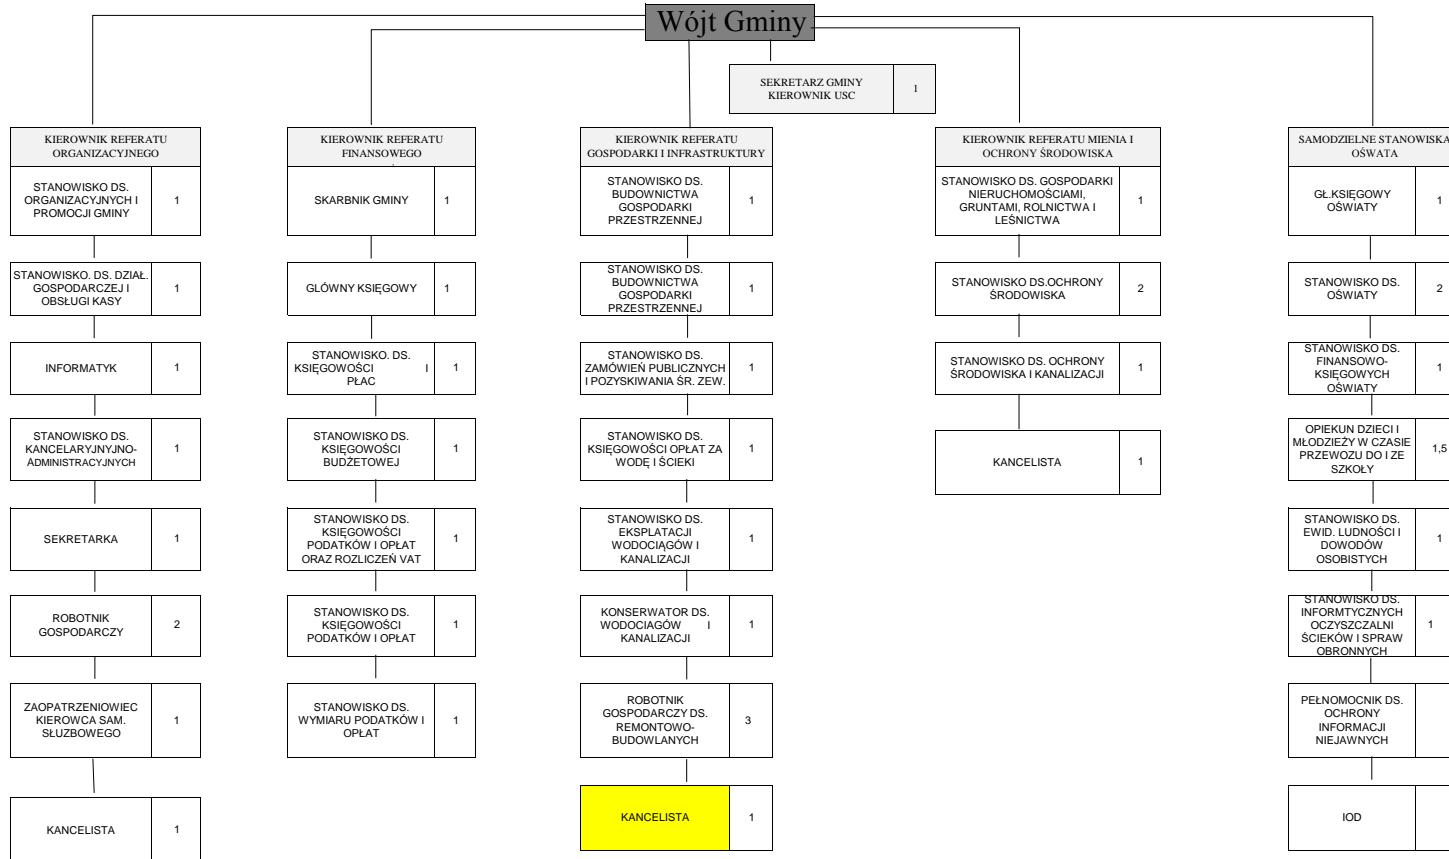 Wójt Gminy
SEKRETARZ GMINY
KIEROWNIK USC
1
KIEROWNIK REFERATU
ORGANIZACYJNEGO
STANOWISKO DS.
ORGANIZACYJNYCH I
PROMOCJI GMINY
1
STANOWISKO. DS. DZIAŁ.
GOSPODARCZEJ I
OBSŁUGI KASY
1
INFORMATYK
1
STANOWISKO DS.
KANCELARYJNYJNO-
ADMINISTRACYJNYCH
1
SEKRETARKA
1
ROBOTNIK
GOSPODARCZY
2
ZAOPATRZENIOWIEC
KIEROWCA SAM.
SŁUZBOWEGO
1
KANCELISTA
1
KIEROWNIK REFERATU
FINANSOWEGO
SKARBNIK GMINY
1
GLÓWNY KSIĘGOWY
1
STANOWISKO. DS.
KSIĘGOWOŚCI I
PŁAC
1
STANOWISKO DS.
KSIĘGOWOŚCI
BUDŻETOWEJ
1
STANOWISKO DS.
KSIĘGOWOŚCI
PODATKÓW I OPŁAT
ORAZ ROZLICZEŃ VAT
1
STANOWISKO DS.
KSIĘGOWOŚCI
PODATKÓW I OPŁAT
1
STANOWISKO DS.
WYMIARU PODATKÓW I
OPŁAT
1
KIEROWNIK REFERATU
GOSPODARKI I INFRASTRUKTURY
STANOWISKO DS.
BUDOWNICTWA
GOSPODARKI
PRZESTRZENNEJ
1
STANOWISKO DS.
BUDOWNICTWA
GOSPODARKI
PRZESTRZENNEJ
1
STANOWISKO DS.
ZAMÓWIEŃ PUBLICZNYCH
I POZYSKIWANIA ŚR. ZEW.
1
STANOWISKO DS.
KSIĘGOWOŚCI OPŁAT ZA
WODĘ I ŚCIEKI
1
STANOWISKO DS.
EKSPLATACJI
WODOCIĄGÓW I
KANALIZACJI
1
KONSERWATOR DS.
WODOCIAGÓW I
KANALIZACJI
1
ROBOTNIK
GOSPODARCZY DS.
REMONTOWO-
BUDOWLANYCH
3
KANCELISTA
1
KIEROWNIK REFERATU MIENIA I
OCHRONY ŚRODOWISKA
STANOWISKO DS. GOSPODARKI
NIERUCHOMOŚCIAMI,
GRUNTAMI, ROLNICTWA I
LEŚNICTWA
1
STANOWISKO DS.OCHRONY
ŚRODOWISKA
2
STANOWISKO DS. OCHRONY
ŚRODOWISKA I KANALIZACJI
1
KANCELISTA
1
SAMODZIELNE STANOWISKA
OŚWATA
GŁ.KSIĘGOWY
OŚWIATY
1
STANOWISKO DS.
OŚWIATY
2
STANOWISKO DS.
FINANSOWO-
KSIĘGOWYCH
OŚWIATY
1
OPIEKUN DZIECI I
MŁODZIEŻY W CZASIE
PRZEWOZU DO I ZE
SZKOŁY
1,5
STANOWISKO DS.
EWID. LUDNOŚCI I
DOWODÓW
OSOBISTYCH
1
STANOWISKO DS.
INFORMTYCZNYCH
OCZYSZCZALNI
ŚCIEKÓW I SPRAW
OBRONNYCH
1
PEŁNOMOCNIK DS.
OCHRONY
INFORMACJI
NIEJAWNYCH
IOD